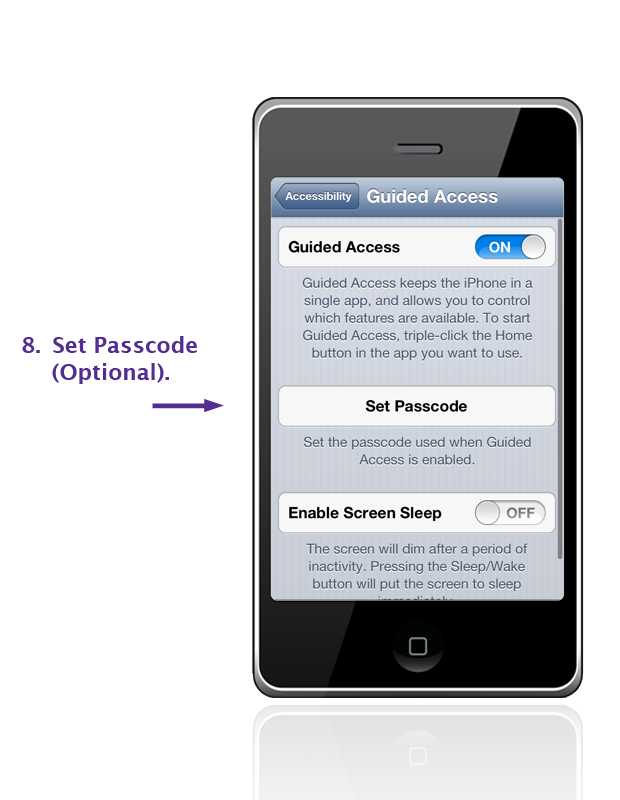 Accessibility Guided Access
Guided Access ON
Guided Access keeps the iPhone in a
single app, and allows you to control
which features are available. To start
Guided Access, triple-click the Home
button in the app you want to use.
8. Set Passcode
(Optional).
Set Passcode
Set the passcode used when Guided
Access is enabled.
Enable Screen Sleep OFF
The screen will dim after a period of
inactivity. Pressing the Sleep/Wake
button will put the screen to sleep
immediately.